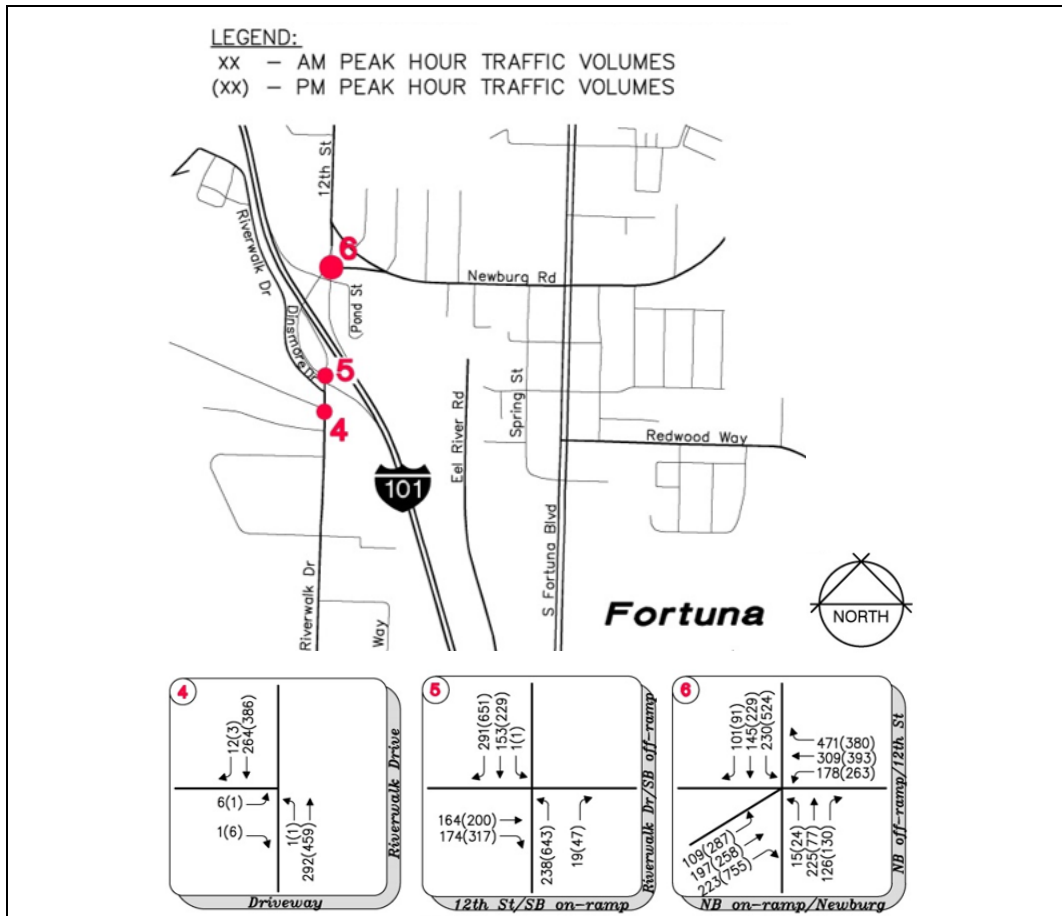 LEGEND:
xx – AM PEAK HOUR TRAFFIC VOLUMES
(xx) – PM PEAK HOUR TRAFFIC VOLUMES
12th St
6
Riverwalk Dr
Newburg Rd
(Pond St
Dinsmore Dr
5
4
Eel River Rd
Spring St
Redwood Way
101
S Fortuna Blvd
Riverwalk Dr
Way
Fortuna
NORTH
4
12(3)
264(386)
6(1)
1(6)
1(1)
292(459)
Riverwalk Drive
Driveway
5
291(651)
153(229)
1(1)
164(200)
174(317)
238(643)
19(47)
Riverwalk Dr/SB off-ramp
12th St/SB on-ramp
6
101(91)
145(229)
230(524)
471(380)
309(393)
178(263)
109(287)
197(258)
223(755)
15(24)
225(77)
126(130)
NB off-ramp/12th St
NB on-ramp/Newburg